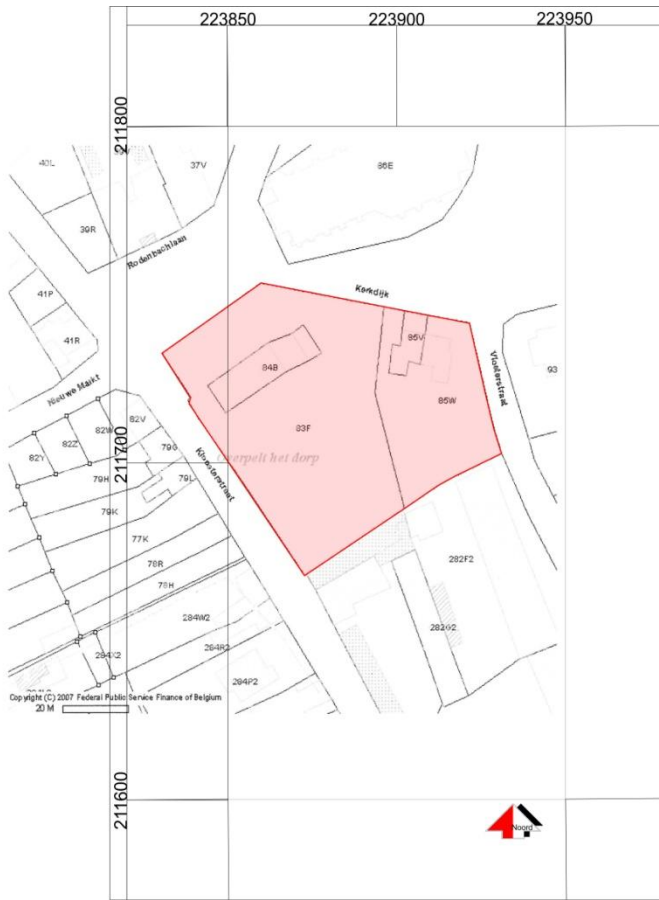 223850 223900 223950
211800
40L
37V
86E
39R
Rodenbachlaan
41P
41R
Kerkdijk
85V
Vloeterstraat
93
84B
Nieuwe Markt
86W
82V
82W
82Z
82Y
83F
79G
Overpelt het dorp
211700
Kloosterstraat
79H
79L
79K
77K
78R
78H
282F2
284W2
282G2
284R2
284X2
284P2
Copyright (C) 2007 Federal Public Service Finance of Belgium
20 M
211600
Noord